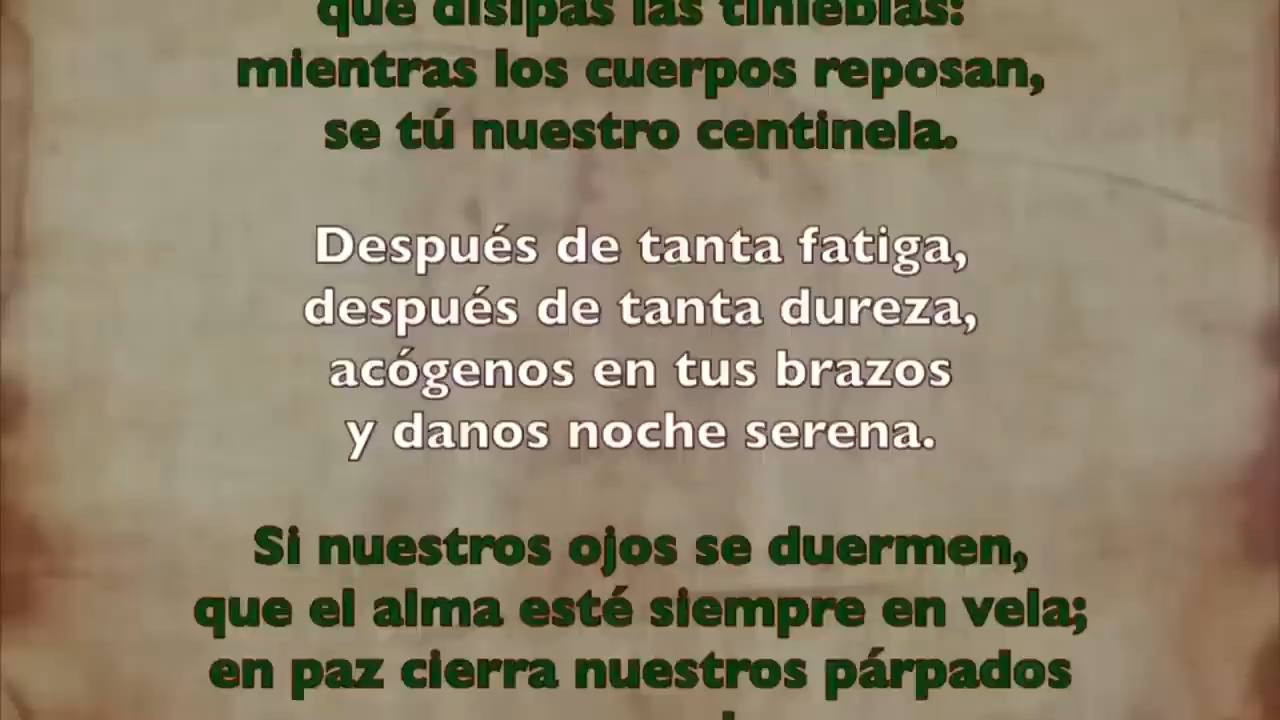 que disipas las tinieblas:
mientras los cuerpos reposan,
se tú nuestro centinela.
Después de tanta fatiga,
después de tanta dureza,
acógenos en tus brazos
y danos noche serena.
Si nuestros ojos se duermen,
que el alma esté siempre en vela;
en paz cierra nuestros párpados